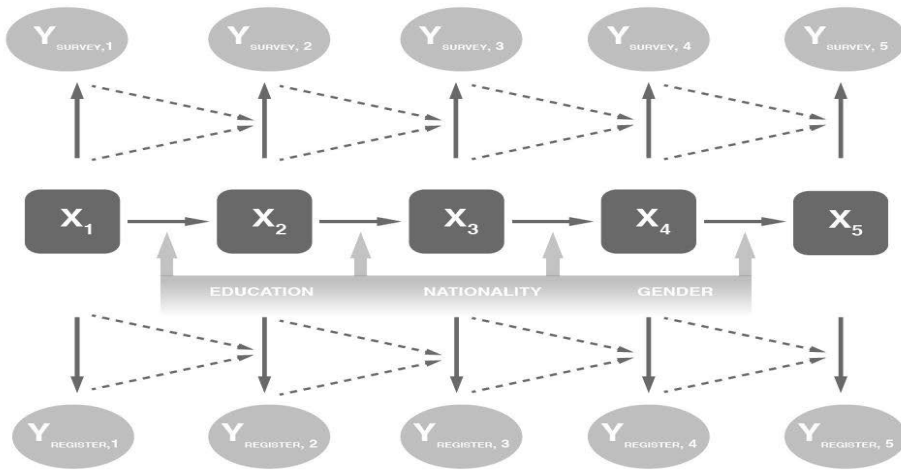 Y SURVEY,1 Y SURVEY, 2 Y SURVEY, 3 Y SURVEY, 4 Y SURVEY, 5
X1 X2 X3 X4 X5
EDUCATION NATIONALITY GENDER
Y REGISTER,1 Y REGISTER, 2 Y REGISTER, 3 Y REGISTER, 4 Y REGISTER, 5